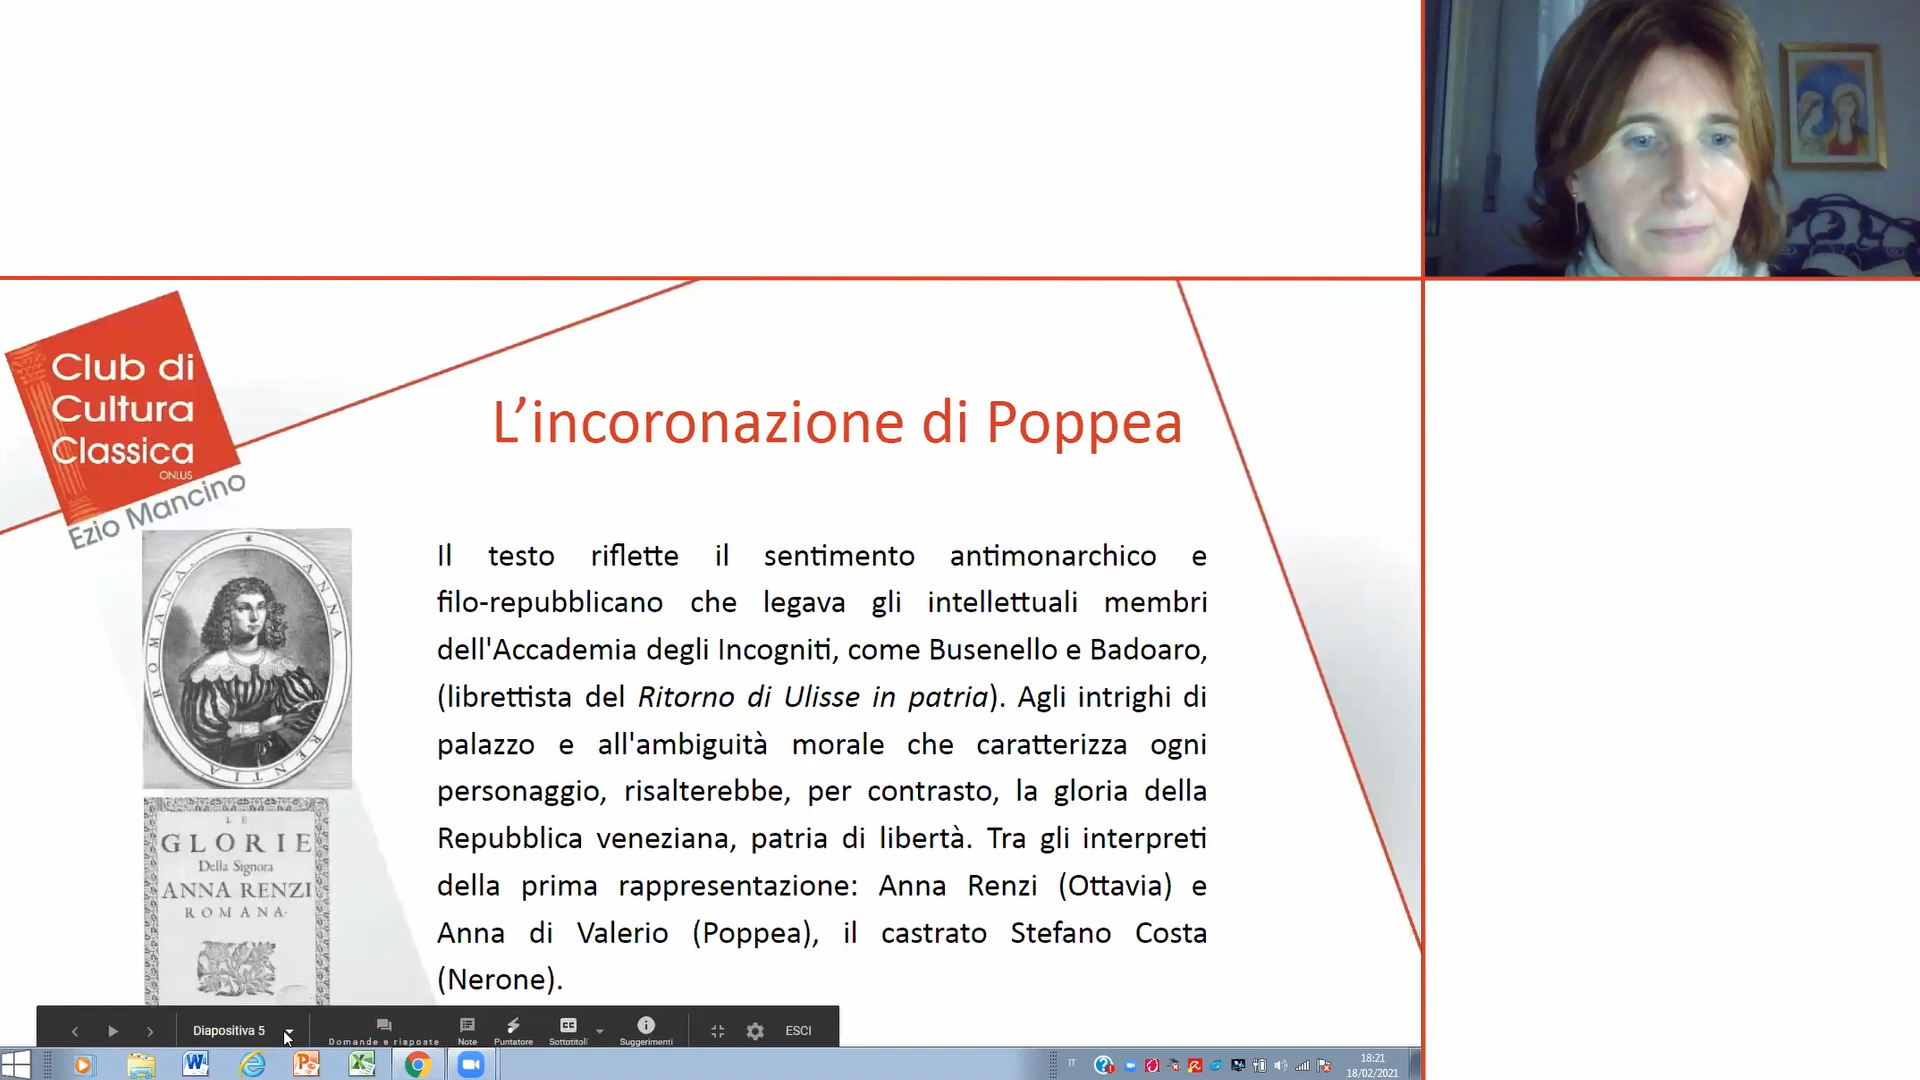 Club di
Cultura
Classica
ONLUS
Ezio Mancino
L’incoronazione di Poppea
ROMANA. ANNA RENTIA
Il testo riflette il sentimento antimonarchico e
filo-repubblicano che legava gli intellettuali membri
dell'Accademia degli Incogniti, come Busenello e Badoaro,
(librettista del Ritorno di Ulisse in patria). Agli intrighi di
palazzo e all'ambiguità morale che caratterizza ogni
personaggio, risalterebbe, per contrasto, la gloria della
Repubblica veneziana, patria di libertà. Tra gli interpreti
della prima rappresentazione: Anna Renzi (Ottavia) e
Anna di Valerio (Poppea), il castrato Stefano Costa
(Nerone).
LE
GLORIE
Della Signora
ANNA RENZI
ROMANA.
Diapositiva 5
Domande e risposte
Note
Puntatore
Sottotitoli
Suggerimenti
ESCI
IT
18:21
18/02/2021